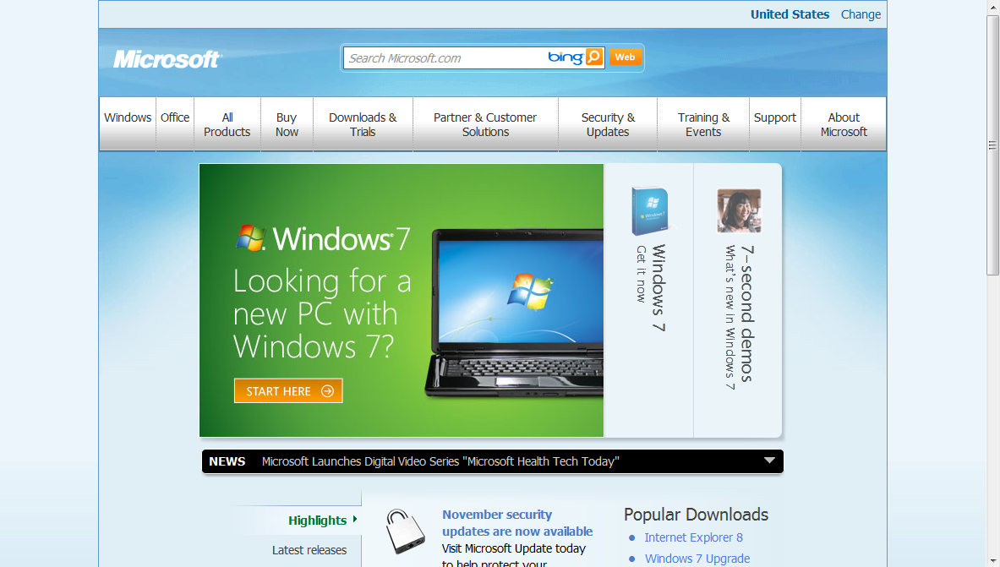 United States Change
Microsoft
Search Microsoft.com bing Web
Windows
Office
All
Products
Buy
Now
Downloads &
Trials
Partner & Customer
Solutions
Security &
Updates
Training &
Events
Support
About
Microsoft
Windows 7
Looking for a
new PC with
Windows 7?
START HERE
Windows 7
Get it now
7-second demos
What's new in Windows 7
NEWS Microsoft Launches Digital Video Series "Microsoft Health Tech Today"
Highlights
Latest releases
November security
updates are now available
Visit Microsoft Update today
to help protect your
Popular Downloads
Internet Explorer 8
Windows 7 Upgrade